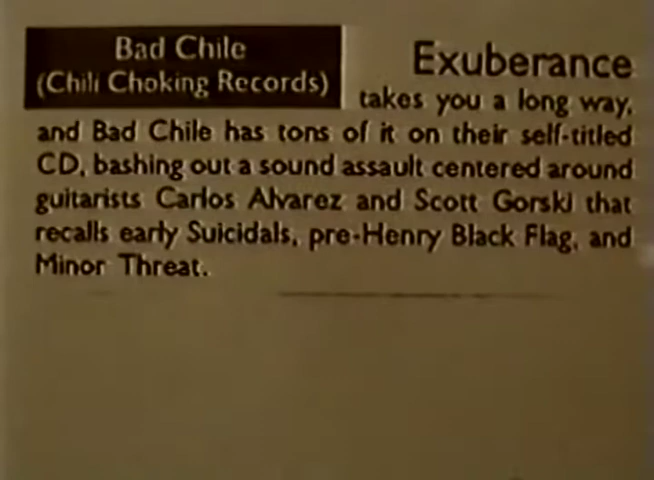 Bad Chile
(Chili Choking Records)
Exuberance
takes you a long way,
and Bad Chile has tons of it on their self-titled
CD, bashing out a sound assault centered around
guitarists Carlos Alvarez and Scott Gorski that
recalls early Suicidals, pre-Henry Black Flag, and
Minor Threat.